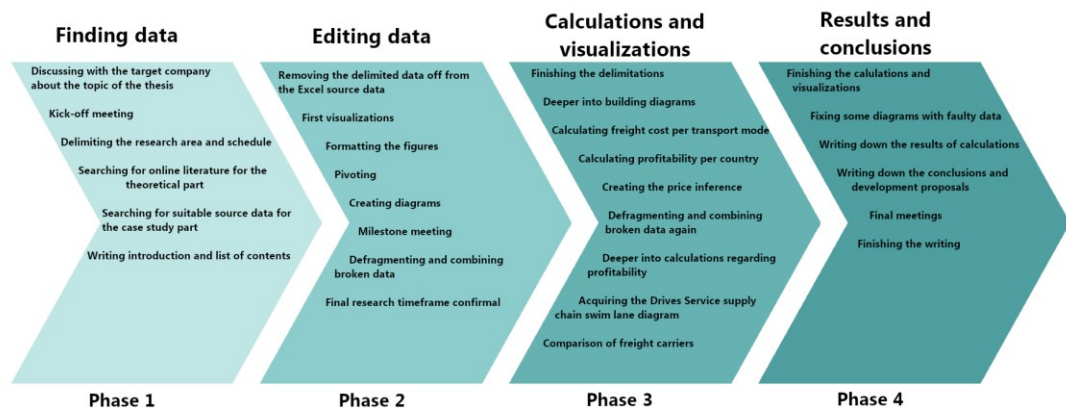 Finding data
Discussing with the target company
about the topic of the thesis
Kick-off meeting
Delimiting the research area and schedule
Searching for online literature for the
theoretical part
Searching for suitable source data for
the case study part
Writing introduction and list of contents
Phase 1
Editing data
Removing the delimited data off from
the Excel source data
First visualizations
Formatting the figures
Pivoting
Creating diagrams
Milestone meeting
Defragmenting and combining
broken data
Final research timeframe confirmal
Phase 2
Calculations and
visualizations
Finishing the delimitations
Deeper into building diagrams
Calculating freight cost per transport mode
Calculating profitability per country
Creating the price inference
Defragmenting and combining
broken data again
Deeper into calculations regarding
profitability
Acquiring the Drives Service supply
chain swim lane diagram
Comparison of freight carriers
Phase 3
Results and
conclusions
Finishing the calulations and
visualizations
Fixing some diagrams with faulty data
Writing down the results of calculations
Writing down the conclusions and
development proposals
Final meetings
Finishing the writing
Phase 4